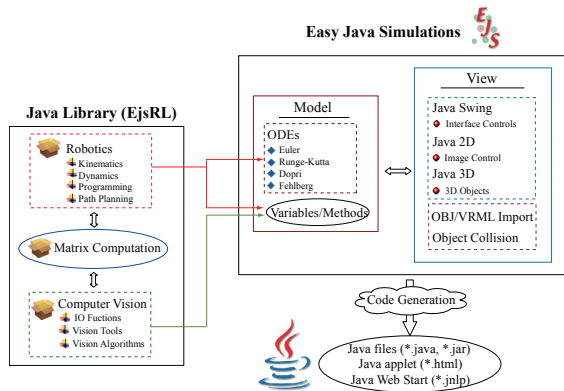 Easy Java Simulations
EJS
Java Library (EjsRL)
Robotics
Kinematics
Dynamics
Programming
Path Planning
Matrix Computation
Computer Vision
IO Fuctions
Vision Tools
Vision Algorithms
Model
ODEs
Euler
Runge-Kutta
Dopri
Fehlberg
Variables/Methods
View
Java Swing
Interface Controls
Java 2D
Image Control
Java 3D
3D Objects
OBJ/VRML Import
Object Collision
Code Generation
Java files (*.java, *.jar)
Java applet (*.html)
Java Web Start (*.jnlp)